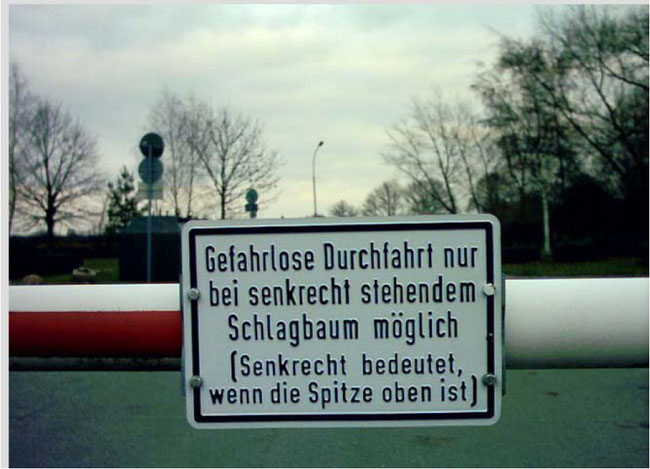 Gefahrlose Durchfahrt nur
bei senkrecht stehendem
Schlagbaum möglich
(Senkrecht bedeutet,
wenn die Spitze oben ist)